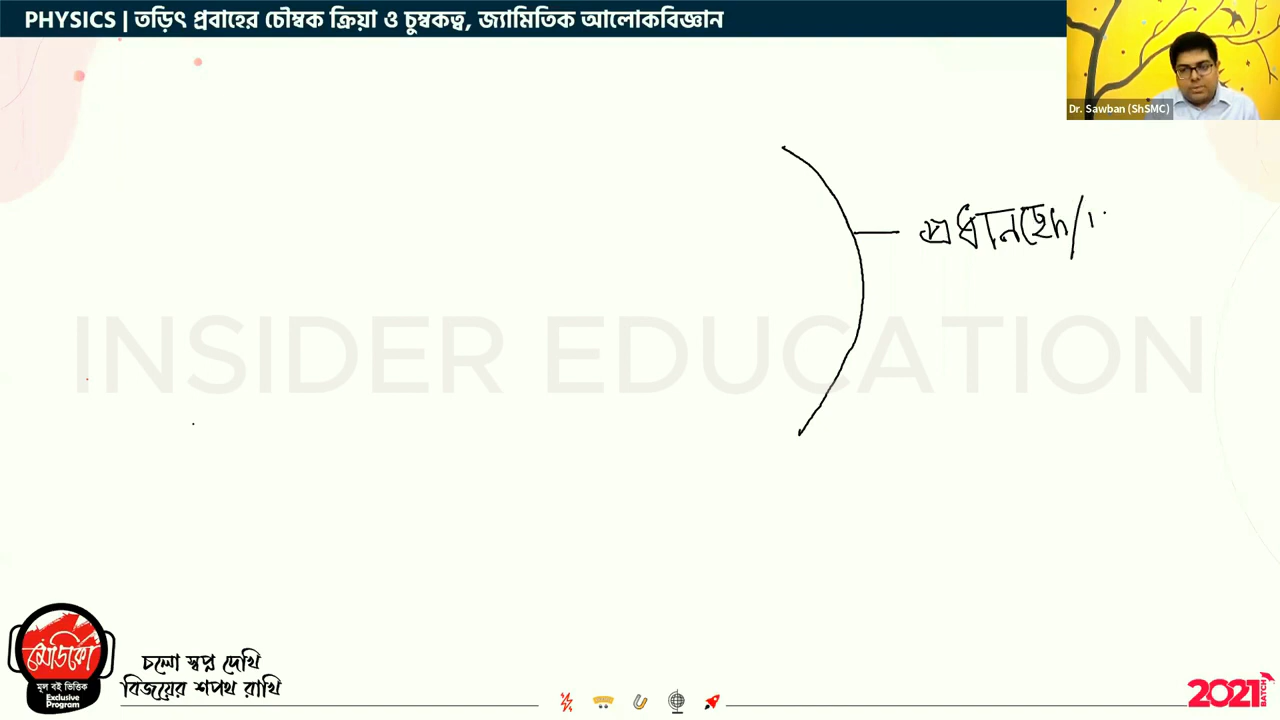 PHYSICS | তড়িৎ প্রবাহের চৌম্বক ক্রিয়া ও চুম্বকত্ব, জ্যামিতিক আলোকবিজ্ঞান
Dr. Sawban (ShSMC)
প্রধানছেদ/
INSIDER EDUCATION
মেডিকো
মূল বই ভিত্তিক
Exclusive
Program
চলো স্বপ্ন দেখি
বিজয়ের শপথ রাখি
2021 BATCH